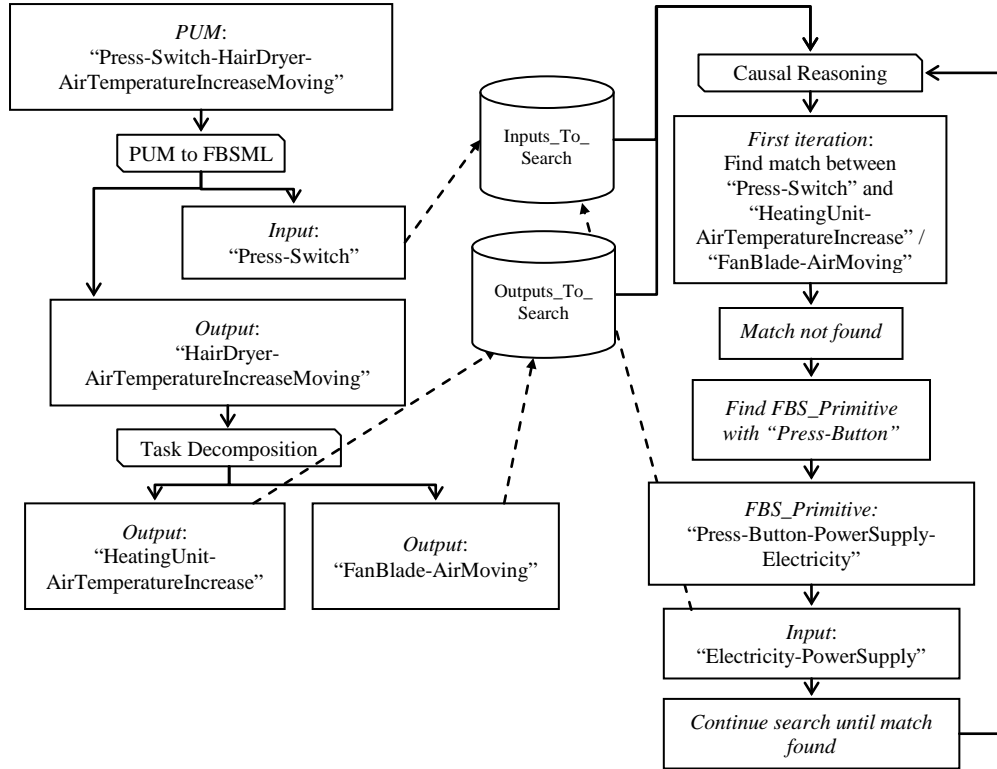 PUM:
“Press-Switch-HairDryer-
AirTemperatureIncreaseMoving”
PUM to FBSML
Input:
“Press-Switch”
Output:
“HairDryer-
AirTemperatureIncreaseMoving”
Task Decomposition
Output:
“HeatingUnit-
AirTemperatureIncrease”
Output:
“FanBlade-AirMoving”
Inputs_To_
Search
Outputs_To_
Search
Causal Reasoning
First iteration:
Find match between
“Press-Switch” and
“HeatingUnit-
AirTemperatureIncrease” /
“FanBlade-AirMoving”
Match not found
Find FBS_Primitive
with “Press-Button”
FBS_Primitive:
“Press-Button-PowerSupply-
Electricity”
Input:
“Electricity-PowerSupply”
Continue search until match
found